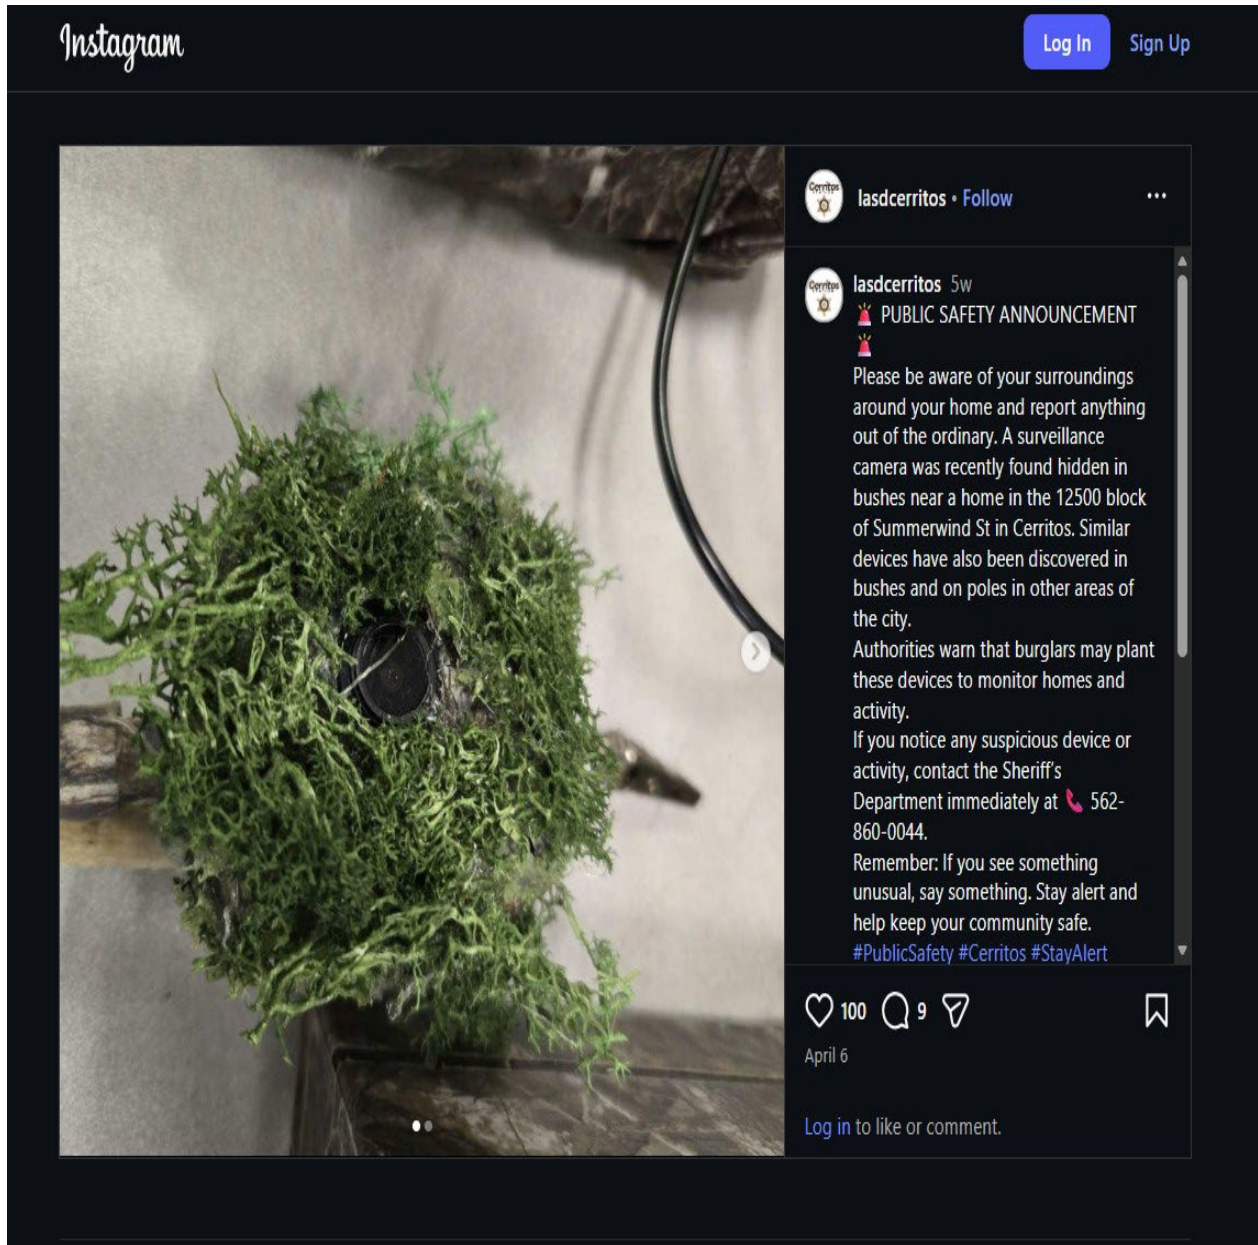 Instagram
Log In
Sign Up
lasdcerritos • Follow
lasdcerritos 5w
🚨 PUBLIC SAFETY ANNOUNCEMENT
🚨
Please be aware of your surroundings
around your home and report anything
out of the ordinary. A surveillance
camera was recently found hidden in
bushes near a home in the 12500 block
of Summerwind St in Cerritos. Similar
devices have also been discovered in
bushes and on poles in other areas of
the city.
Authorities warn that burglars may plant
these devices to monitor homes and
activity.
If you notice any suspicious device or
activity, contact the Sheriff's
Department immediately at 📞 562-
860-0044.
Remember: If you see something
unusual, say something. Stay alert and
help keep your community safe.
#PublicSafety #Cerritos #StayAlert
100 9
April 6
Log in to like or comment.